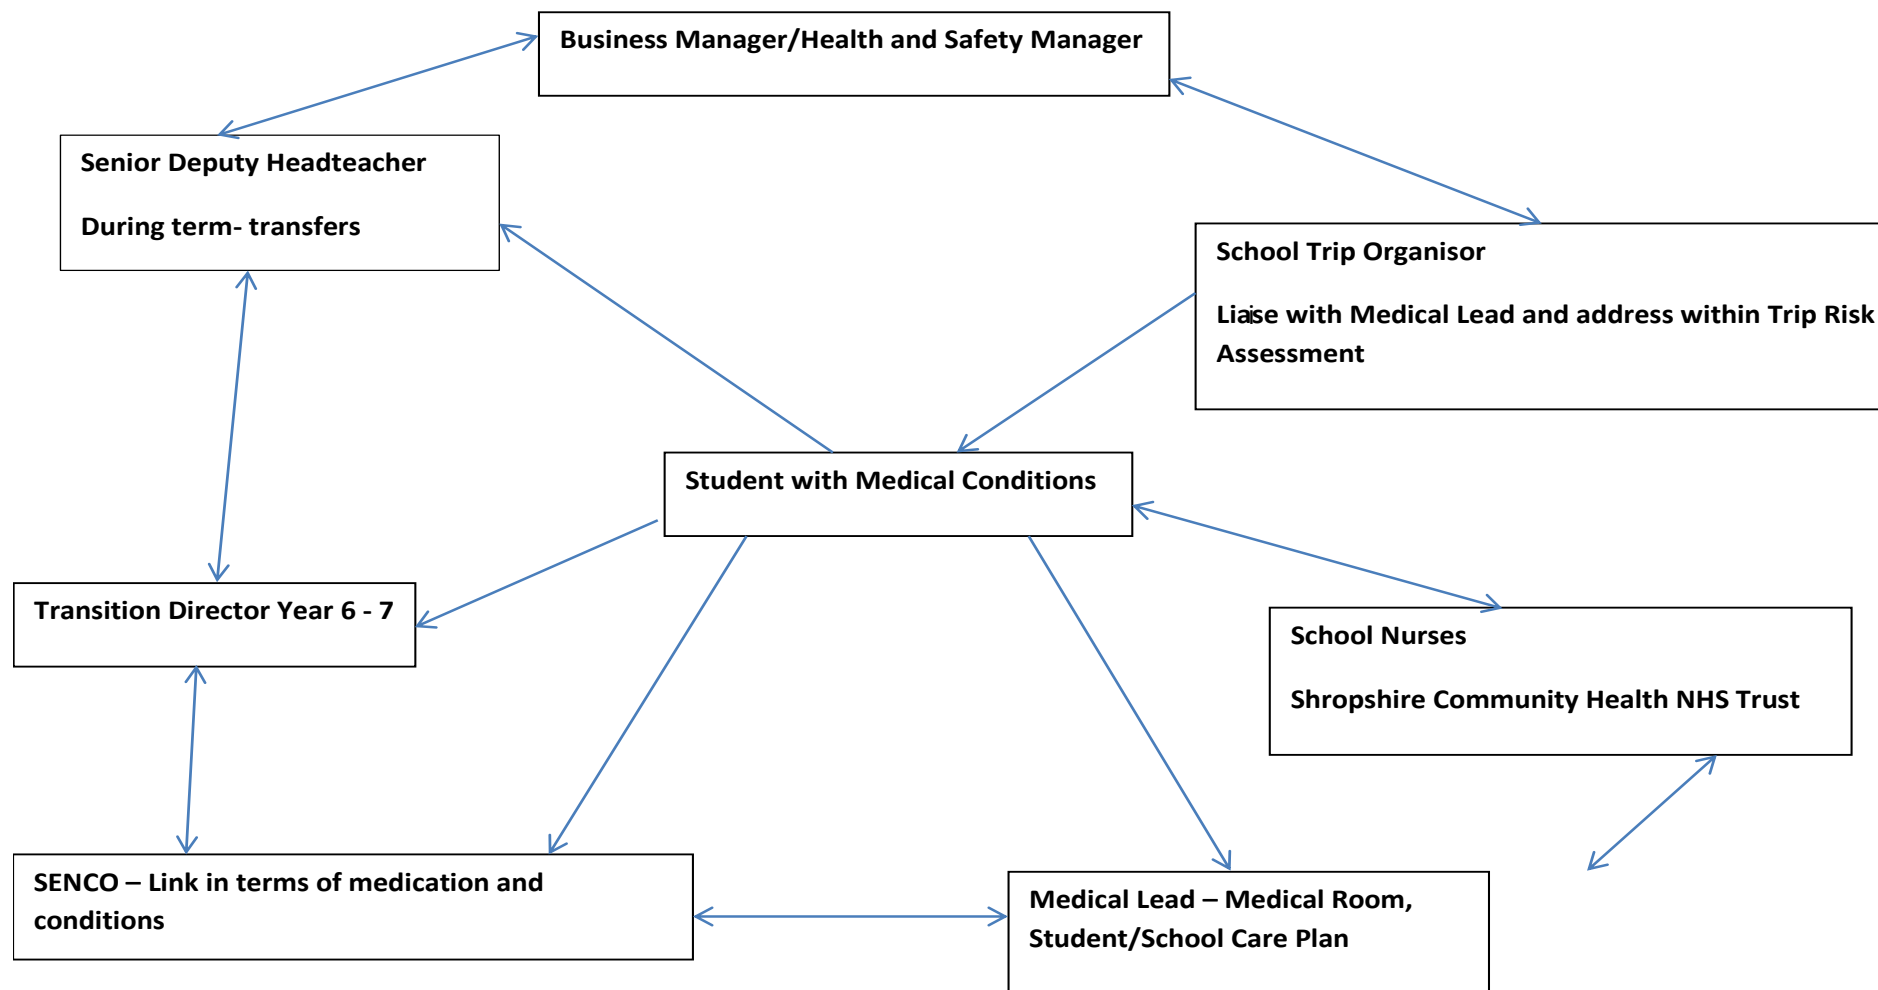 Business Manager/Health and Safety Manager
Senior Deputy Headteacher
During term- transfers
School Trip Organisor
Liaise with Medical Lead and address within Trip Risk
Assessment
Student with Medical Conditions
Transition Director Year 6 - 7
School Nurses
Shropshire Community Health NHS Trust
SENCO – Link in terms of medication and
conditions
Medical Lead – Medical Room,
Student/School Care Plan